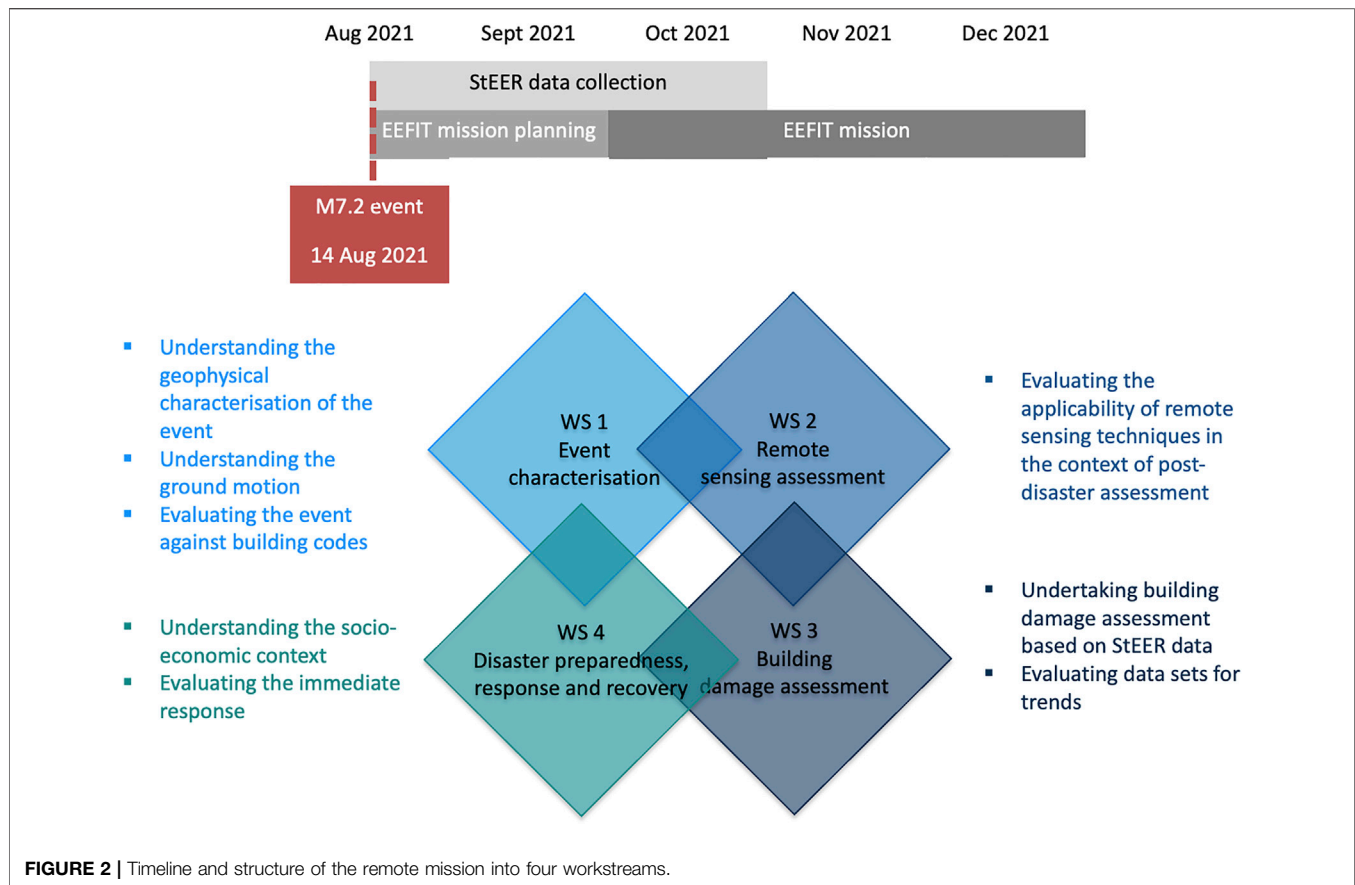 Aug 2021 Sept 2021 Oct 2021 Nov 2021 Dec 2021
StEER data collection
EEFIT mission planning EEFIT mission
M7.2 event
14 Aug 2021
▪ Understanding the
geophysical
characterisation of the
event
▪ Understanding the
ground motion
▪ Evaluating the event
against building codes
WS 1
Event
characterisation
WS 2
Remote
sensing assessment
▪ Evaluating the
applicability of remote
sensing techniques in
the context of post-
disaster assessment
▪ Understanding the socio-
economic context
▪ Evaluating the immediate
response
WS 4
Disaster preparedness,
response and recovery
WS 3
Building
damage assessment
▪ Undertaking building
damage assessment
based on StEER data
▪ Evaluating data sets for
trends
FIGURE 2 | Timeline and structure of the remote mission into four workstreams.